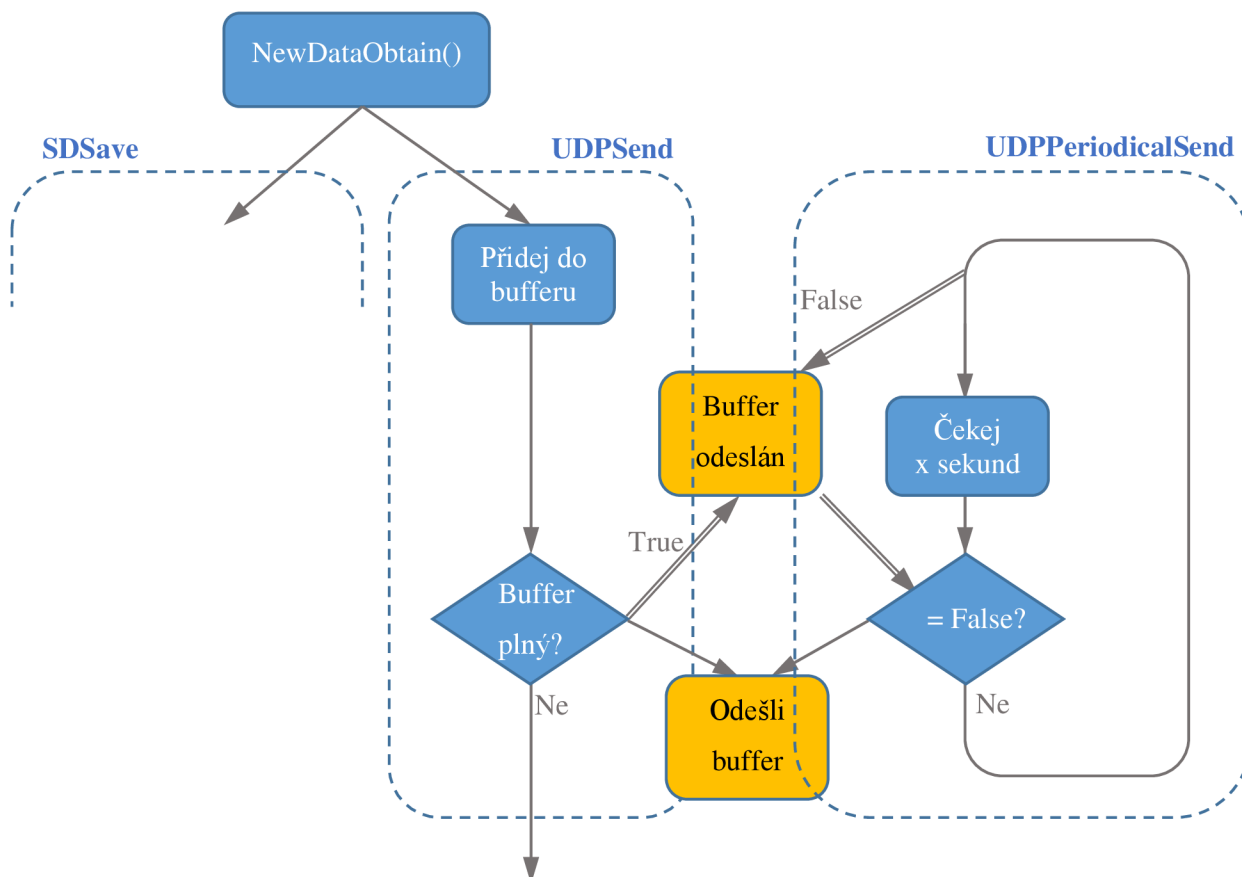 NewDataObtain()
SDSave
UDPSend
UDPPeriodicalSend
Přidej do
bufferu
False
Buffer
odeslán
Čekej
x sekund
True
Buffer
plný?
= False?
Ne
Odešli
buffer
Ne